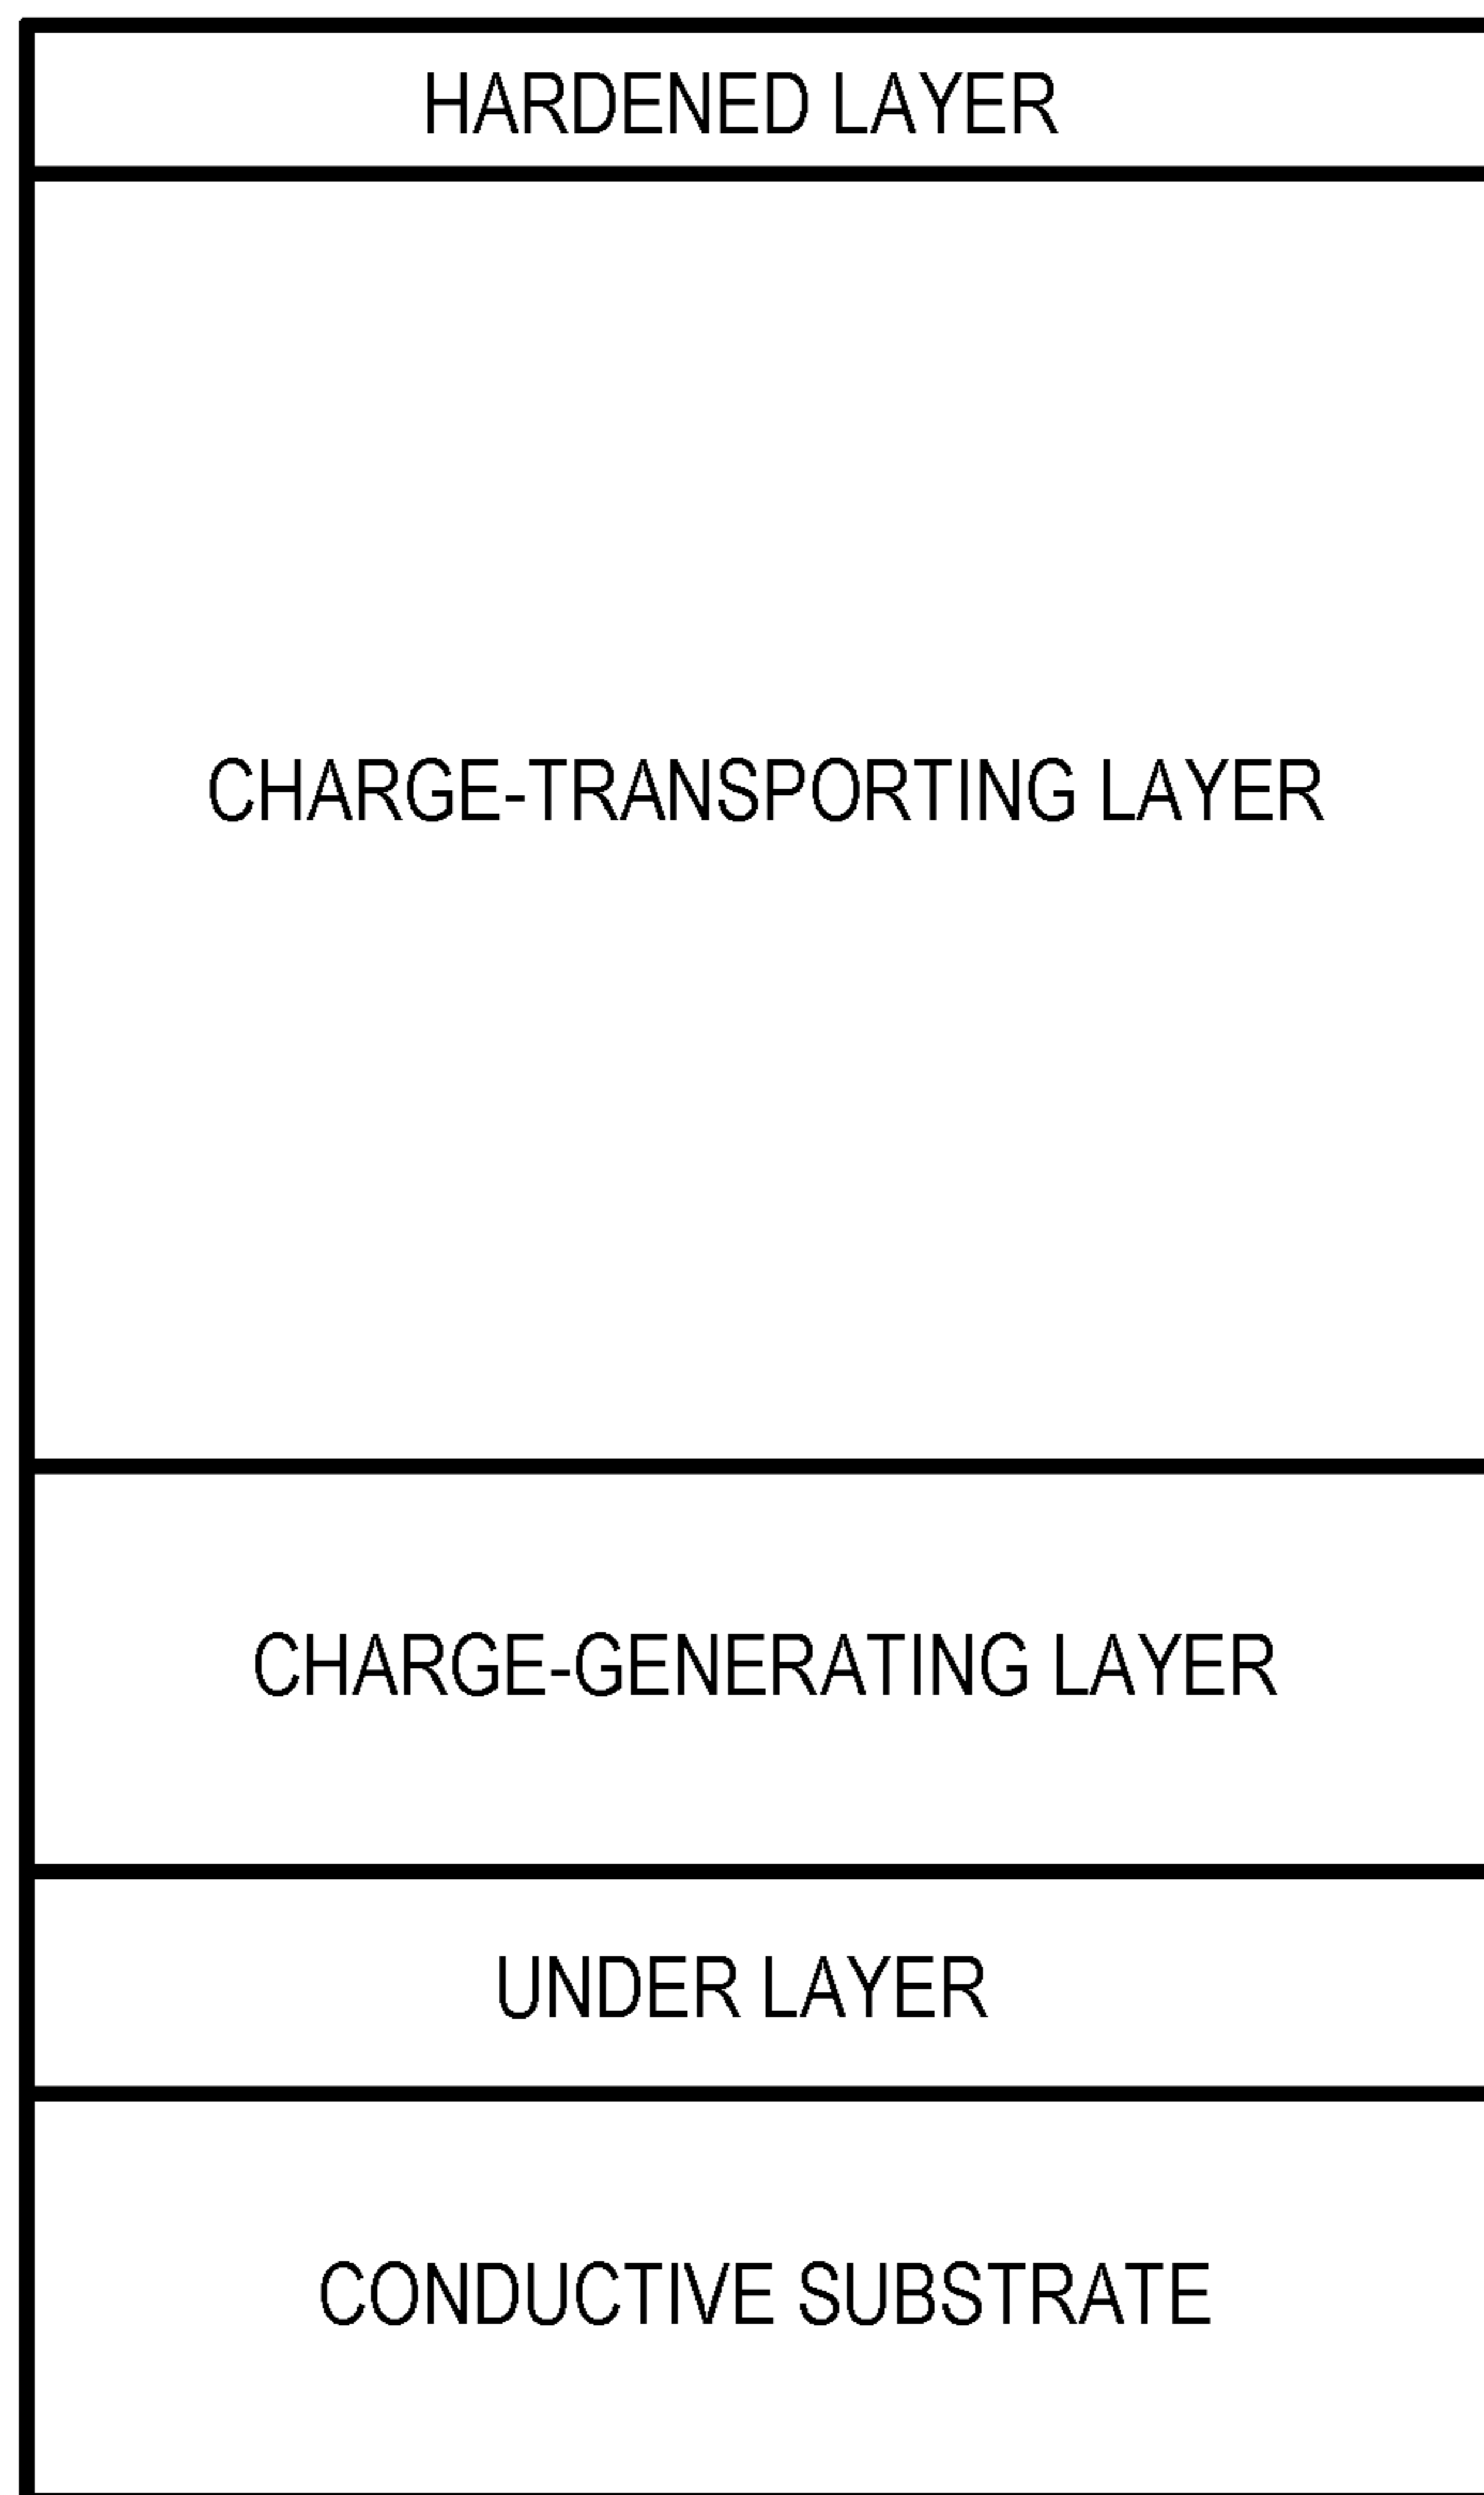 HARDENED LAYER
CHARGE-TRANSPORTING LAYER
CHARGE-GENERATING LAYER
UNDER LAYER
CONDUCTIVE SUBSTRATE